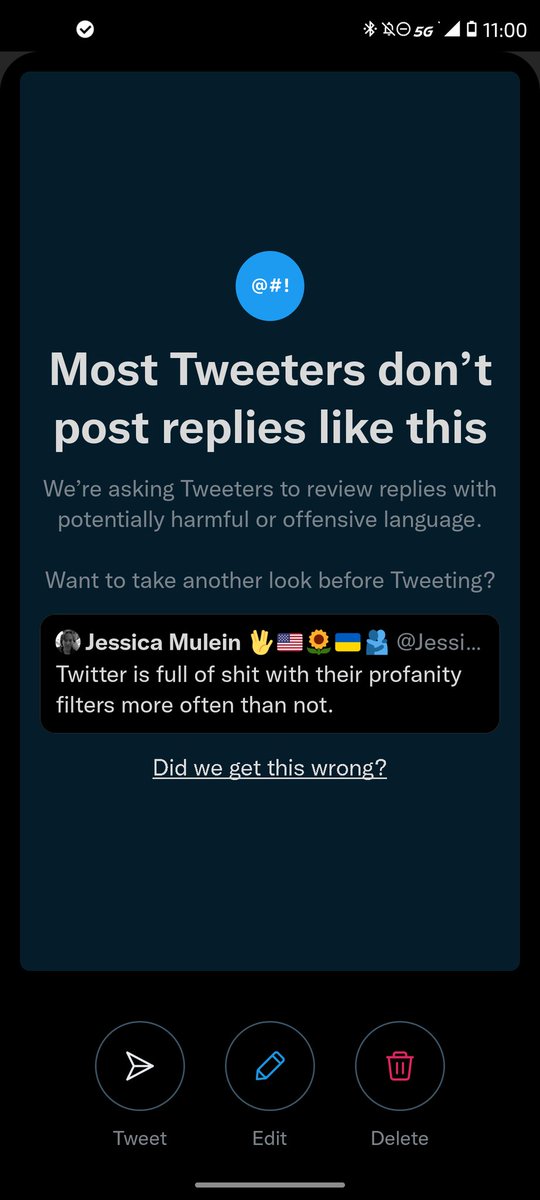 5G 11:00
@#!
Most Tweeters don’t
post replies like this
We’re asking Tweeters to review replies with
potentially harmful or offensive language.
Want to take another look before Tweeting?
Jessica Mulein 🖖🇺🇸🌻🇺🇦🫂 @Jessi...
Twitter is full of shit with their profanity
filters more often than not.
Did we get this wrong?
Tweet Edit Delete